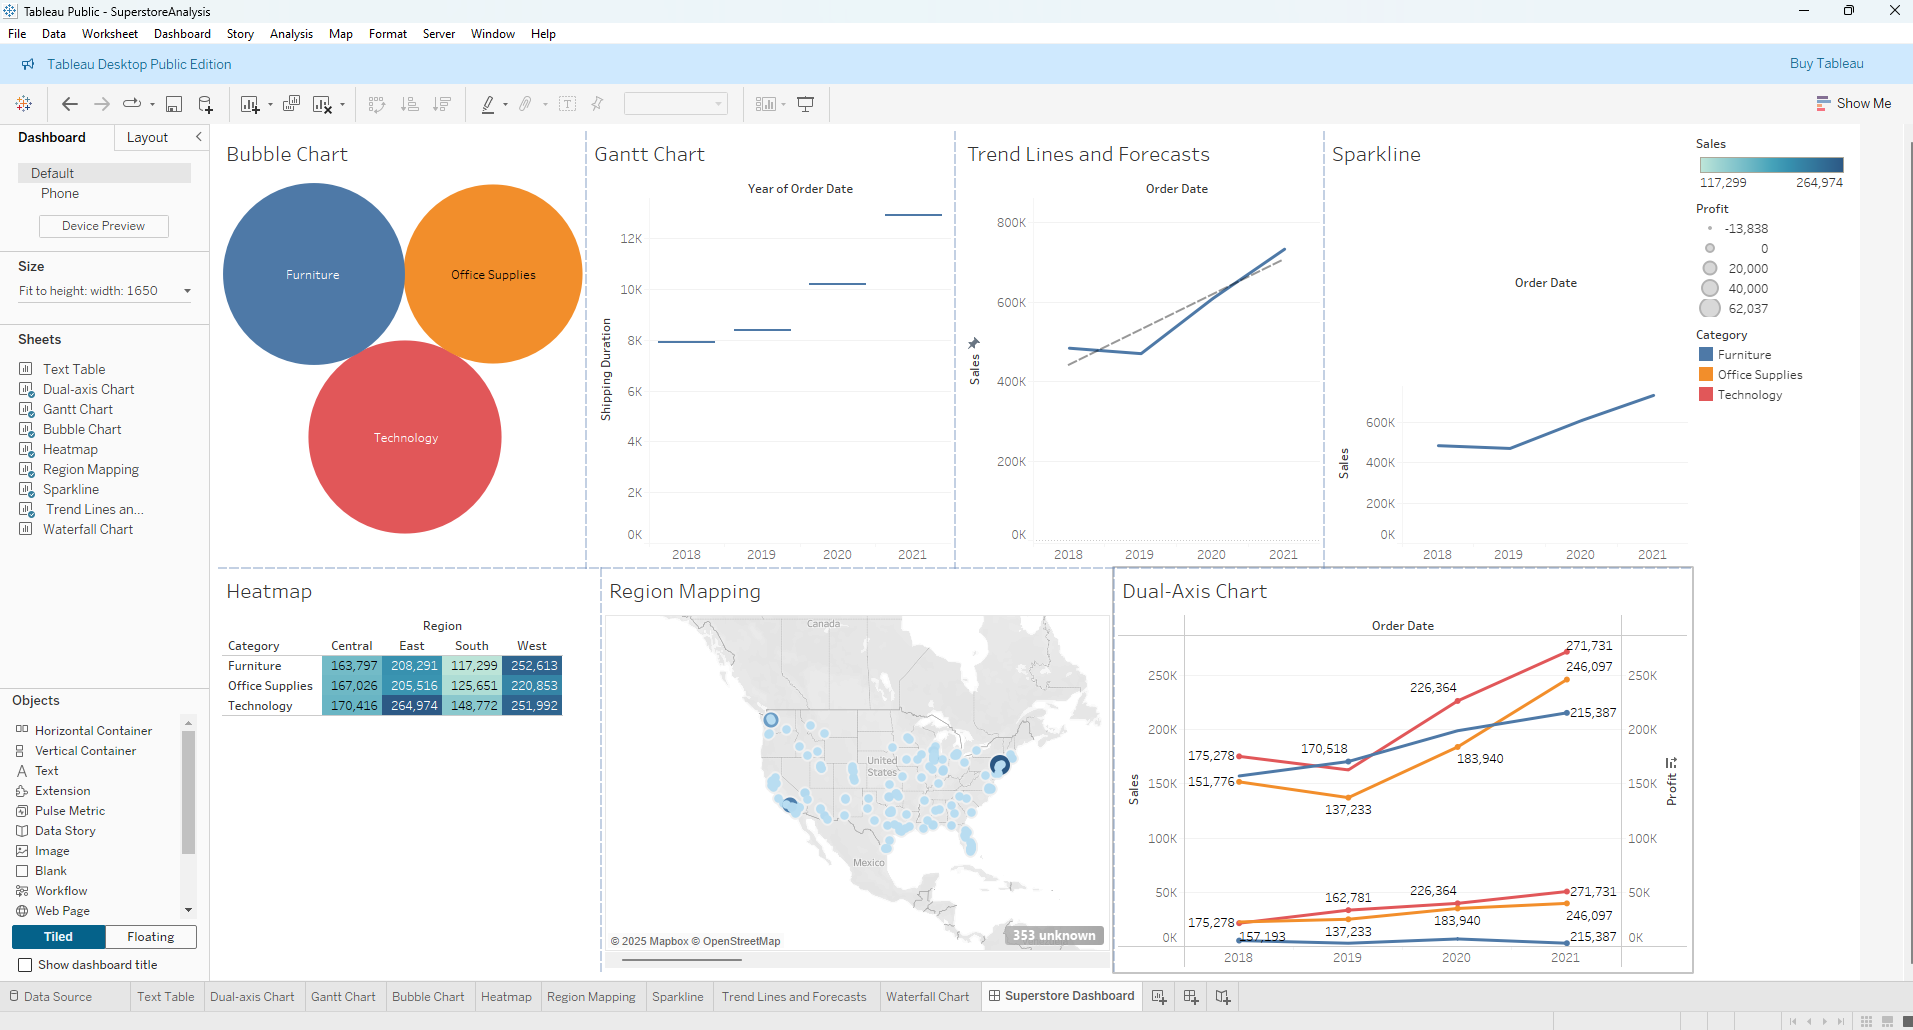 Tableau Public - SuperstoreAnalysis
File Data Worksheet Dashboard Story Analysis Map Format Server Window Help
Tableau Desktop Public Edition
Buy Tableau
Show Me
Dashboard Layout
Default
Phone
Device Preview
Size
Fit to height: width: 1650
Sheets
Text Table
Dual-axis Chart
Gantt Chart
Bubble Chart
Heatmap
Region Mapping
Sparkline
Trend Lines an...
Waterfall Chart
Objects
Horizontal Container
Vertical Container
Text
Extension
Pulse Metric
Data Story
Image
Blank
Workflow
Web Page
Tiled Floating
Show dashboard title
Bubble Chart
Furniture
Office Supplies
Technology
Gantt Chart
Year of Order Date
Shipping Duration
12K
10K
8K
6K
4K
2K
0K
2018 2019 2020 2021
Trend Lines and Forecasts
Order Date
Sales
800K
600K
400K
200K
0K
2018 2019 2020 2021
Sparkline
Order Date
Sales
600K
400K
200K
0K
2018 2019 2020 2021
Sales
117,299 264,974
Profit
-13,838
0
20,000
40,000
62,037
Category
Furniture
Office Supplies
Technology
Heatmap
Region
Category Central East South West
Furniture 163,797 208,291 117,299 252,613
Office Supplies 167,026 205,516 125,651 220,853
Technology 170,416 264,974 148,772 251,992
Region Mapping
Canada
United
States
Mexico
© 2025 Mapbox © OpenStreetMap
353 unknown
Dual-Axis Chart
Order Date
Sales
Profit
250K
200K
150K
100K
50K
0K
271,731
246,097
226,364
215,387
170,518
175,278
183,940
151,776
137,233
271,731
226,364
162,781
246,097
175,278
183,940
137,233
157,193
215,387
250K
200K
150K
100K
50K
0K
2018 2019 2020 2021
Data Source Text Table Dual-axis Chart Gantt Chart Bubble Chart Heatmap Region Mapping Sparkline Trend Lines and Forecasts Waterfall Chart Superstore Dashboard